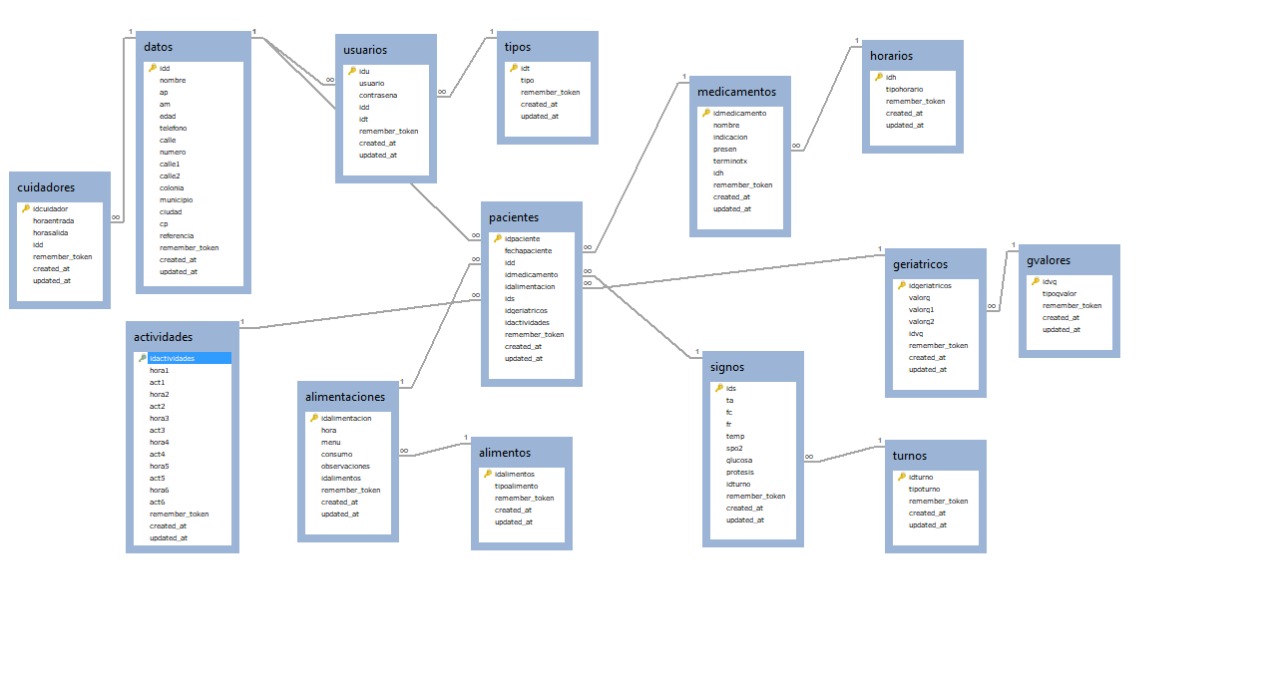 datos
idd
nombre
ap
am
edad
telefono
calle
numero
calle1
calle2
colonia
municipio
ciudad
cp
referencia
remember_token
created_at
updated_at
usuarios
idu
usuario
contrasena
idd
idt
remember_token
created_at
updated_at
tipos
idt
tipo
remember_token
created_at
updated_at
medicamentos
idmedicamento
nombre
indicacion
presen
terminotx
idh
remember_token
created_at
updated_at
horarios
idh
tipohorario
remember_token
created_at
updated_at
cuidadores
idcuidador
horaentrada
horasalida
idd
remember_token
created_at
updated_at
pacientes
idpaciente
fechapaciente
idd
idmedicamento
idalimentacion
ids
idgeriatricos
idactividades
remember_token
created_at
updated_at
geriatricos
idgeriatricos
valorg
valorg1
valorg2
idvg
remember_token
created_at
updated_at
gvalores
idvg
tipogvalor
remember_token
created_at
updated_at
actividades
idactividades
hora1
act1
hora2
act2
hora3
act3
hora4
act4
hora5
act5
hora6
act6
remember_token
created_at
updated_at
alimentaciones
idalimentacion
hora
menu
consumo
observaciones
idalimentos
remember_token
created_at
updated_at
alimentos
idalimentos
tipoalimento
remember_token
created_at
updated_at
signos
ids
ta
fc
fr
temp
spo2
glucosa
protesis
idturno
remember_token
created_at
updated_at
turnos
idturno
tipoturno
remember_token
created_at
updated_at
1
∞
1
∞
1
∞
∞
1
1
∞
∞
∞
∞
∞
∞
1
1
∞
1
1
1
∞
1
1
∞
1